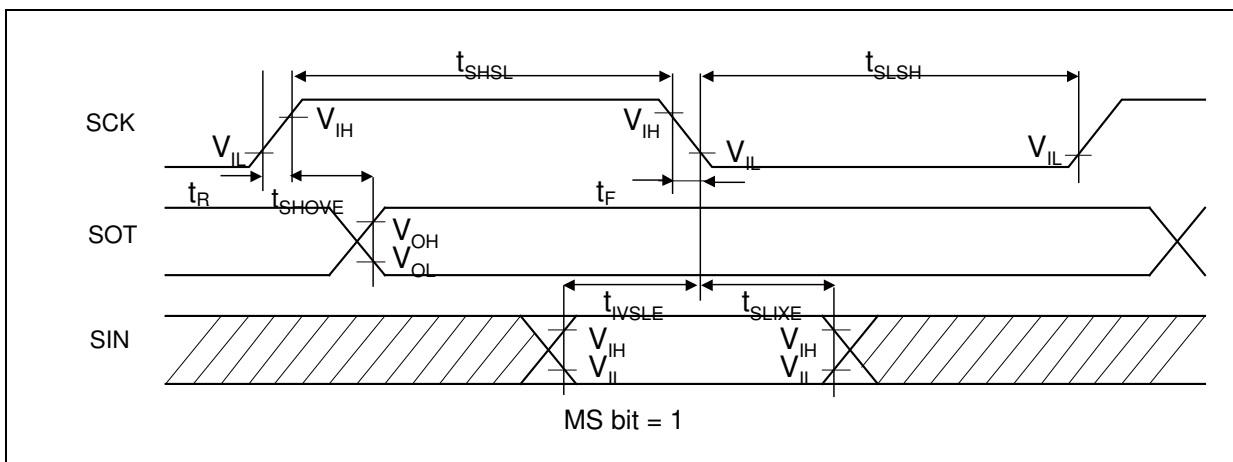 tSHSL
tSLSH
SCK
VIH
VIH
VIL
VIL
VIL
tR
tSHOVE
tF
SOT
VOH
VOL
tIVSLE
tSLIXE
SIN
VIH
VIH
VIL
VIL
MS bit = 1